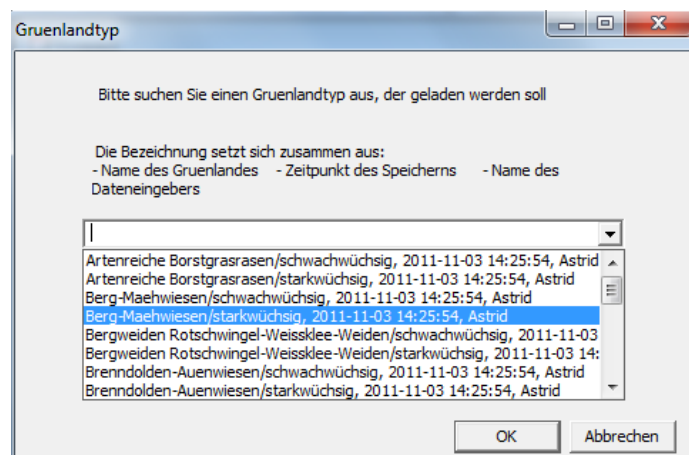 Gruenlandtyp
Bitte suchen Sie einen Gruenlandtyp aus, der geladen werden soll
Die Bezeichnung setzt sich zusammen aus:
- Name des Gruenlandes - Zeitpunkt des Speicherns - Name des
Dateneingebers
Artenreiche Borstgrasrasen/schwachwüchsig, 2011-11-03 14:25:54, Astrid
Artenreiche Borstgrasrasen/starkwüchsig, 2011-11-03 14:25:54, Astrid
Berg-Maehwiesen/schwachwüchsig, 2011-11-03 14:25:54, Astrid
Berg-Maehwiesen/starkwüchsig, 2011-11-03 14:25:54, Astrid
Bergweiden Rotschwingel-Weissklee-Weiden/schwachwüchsig, 2011-11-03
Bergweiden Rotschwingel-Weissklee-Weiden/starkwüchsig, 2011-11-03 14:
Brenndolden-Auenwiesen/schwachwüchsig, 2011-11-03 14:25:54, Astrid
Brenndolden-Auenwiesen/starkwüchsig, 2011-11-03 14:25:54, Astrid
OK Abbrechen